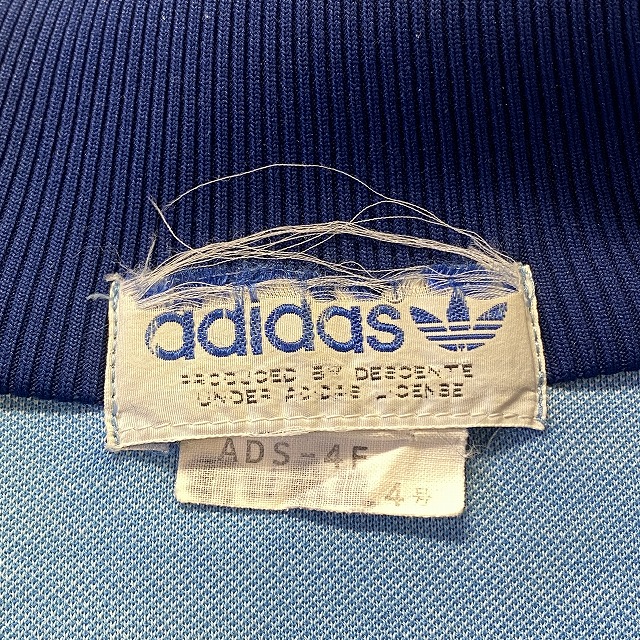 adidas
PRODUCED BY DESCENTE
UNDER ADIDAS LICENSE
ADS-4F
4号